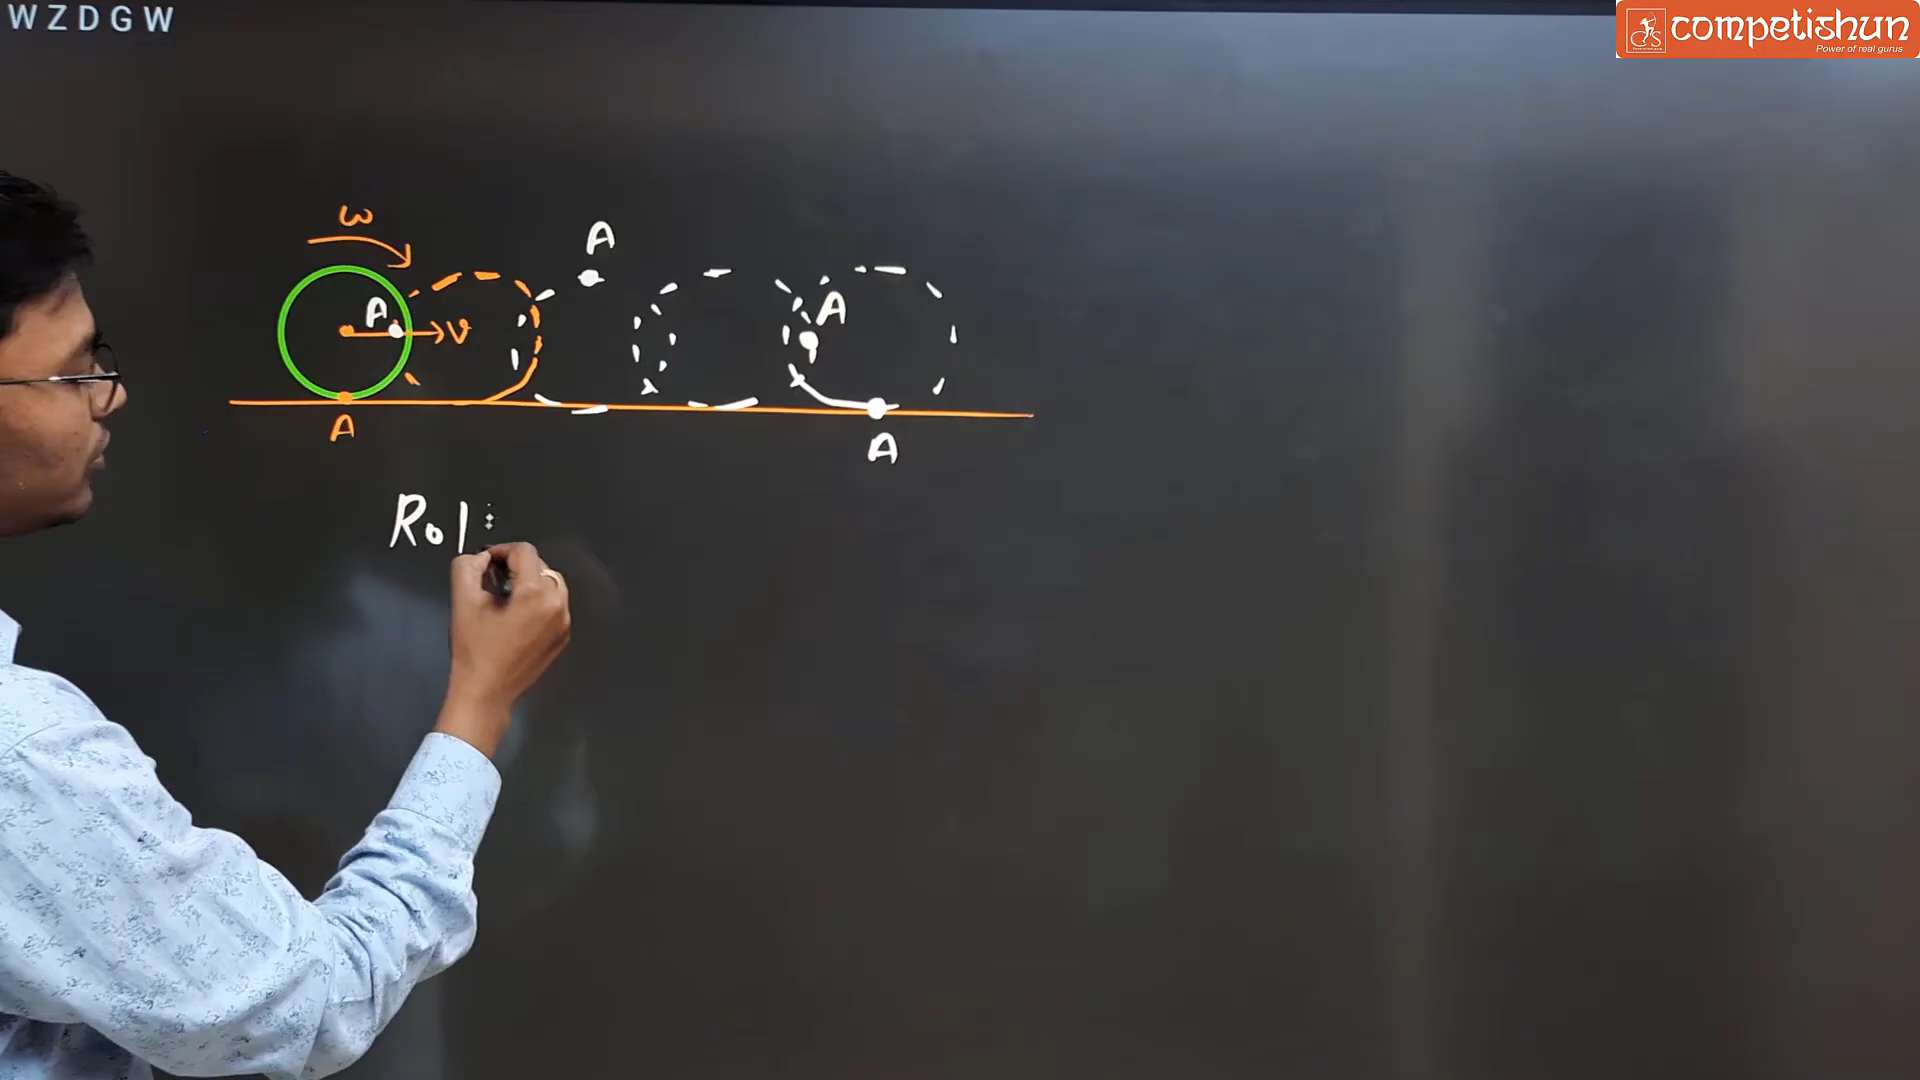 WZDGW
competishun
Power of real gurus
ω
A
A
v
A
A
A
A
Rol